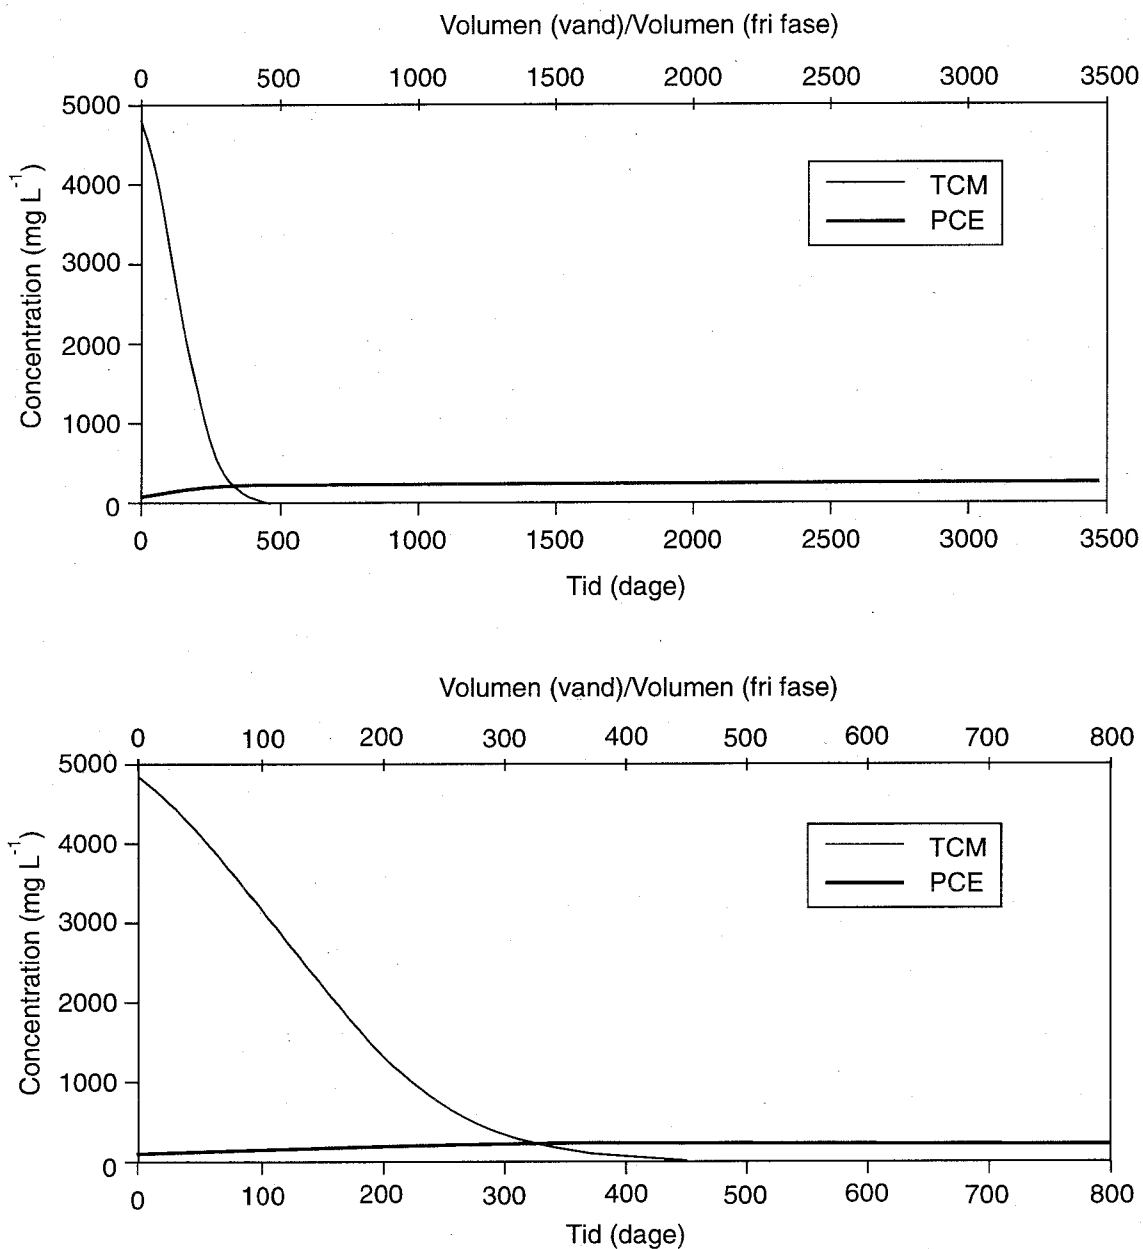 Volumen (vand)/Volumen (fri fase)
0 500 1000 1500 2000 2500 3000 3500
5000
4000
3000
2000
1000
0
Concentration (mg L⁻¹)
TCM
PCE
0 500 1000 1500 2000 2500 3000 3500
Tid (dage)
Volumen (vand)/Volumen (fri fase)
0 100 200 300 400 500 600 700 800
5000
4000
3000
2000
1000
0
Concentration (mg L⁻¹)
TCM
PCE
0 100 200 300 400 500 600 700 800
Tid (dage)